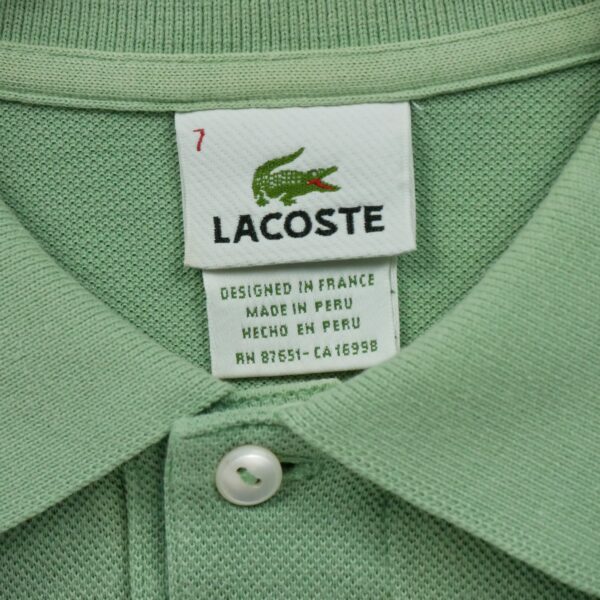 7
LACOSTE
DESIGNED IN FRANCE
MADE IN PERU
HECHO EN PERU
RN 87651-CA 16998